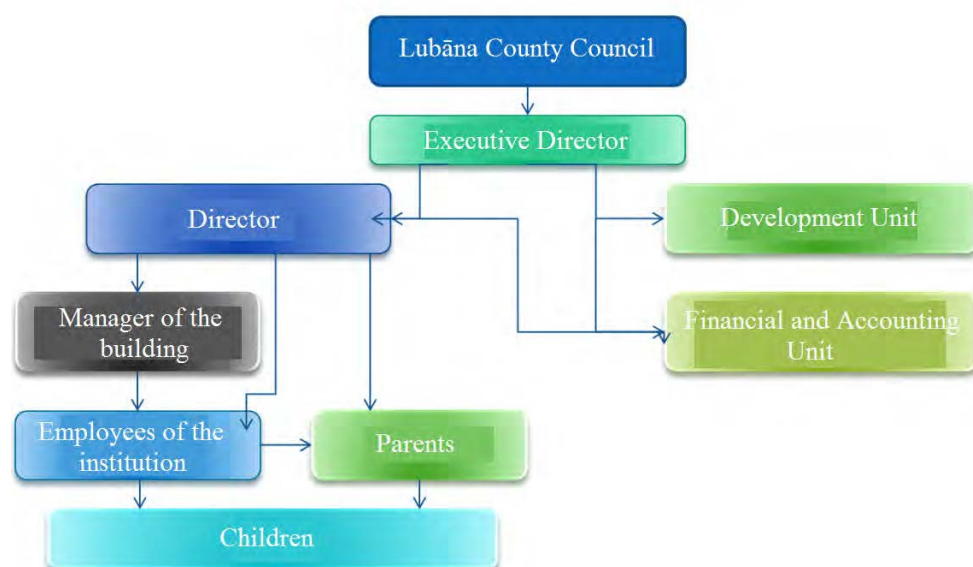 Lubāna County Council
Executive Director
Director
Development Unit
Manager of the
building
Financial and Accounting
Unit
Employees of the
institution
Parents
Children